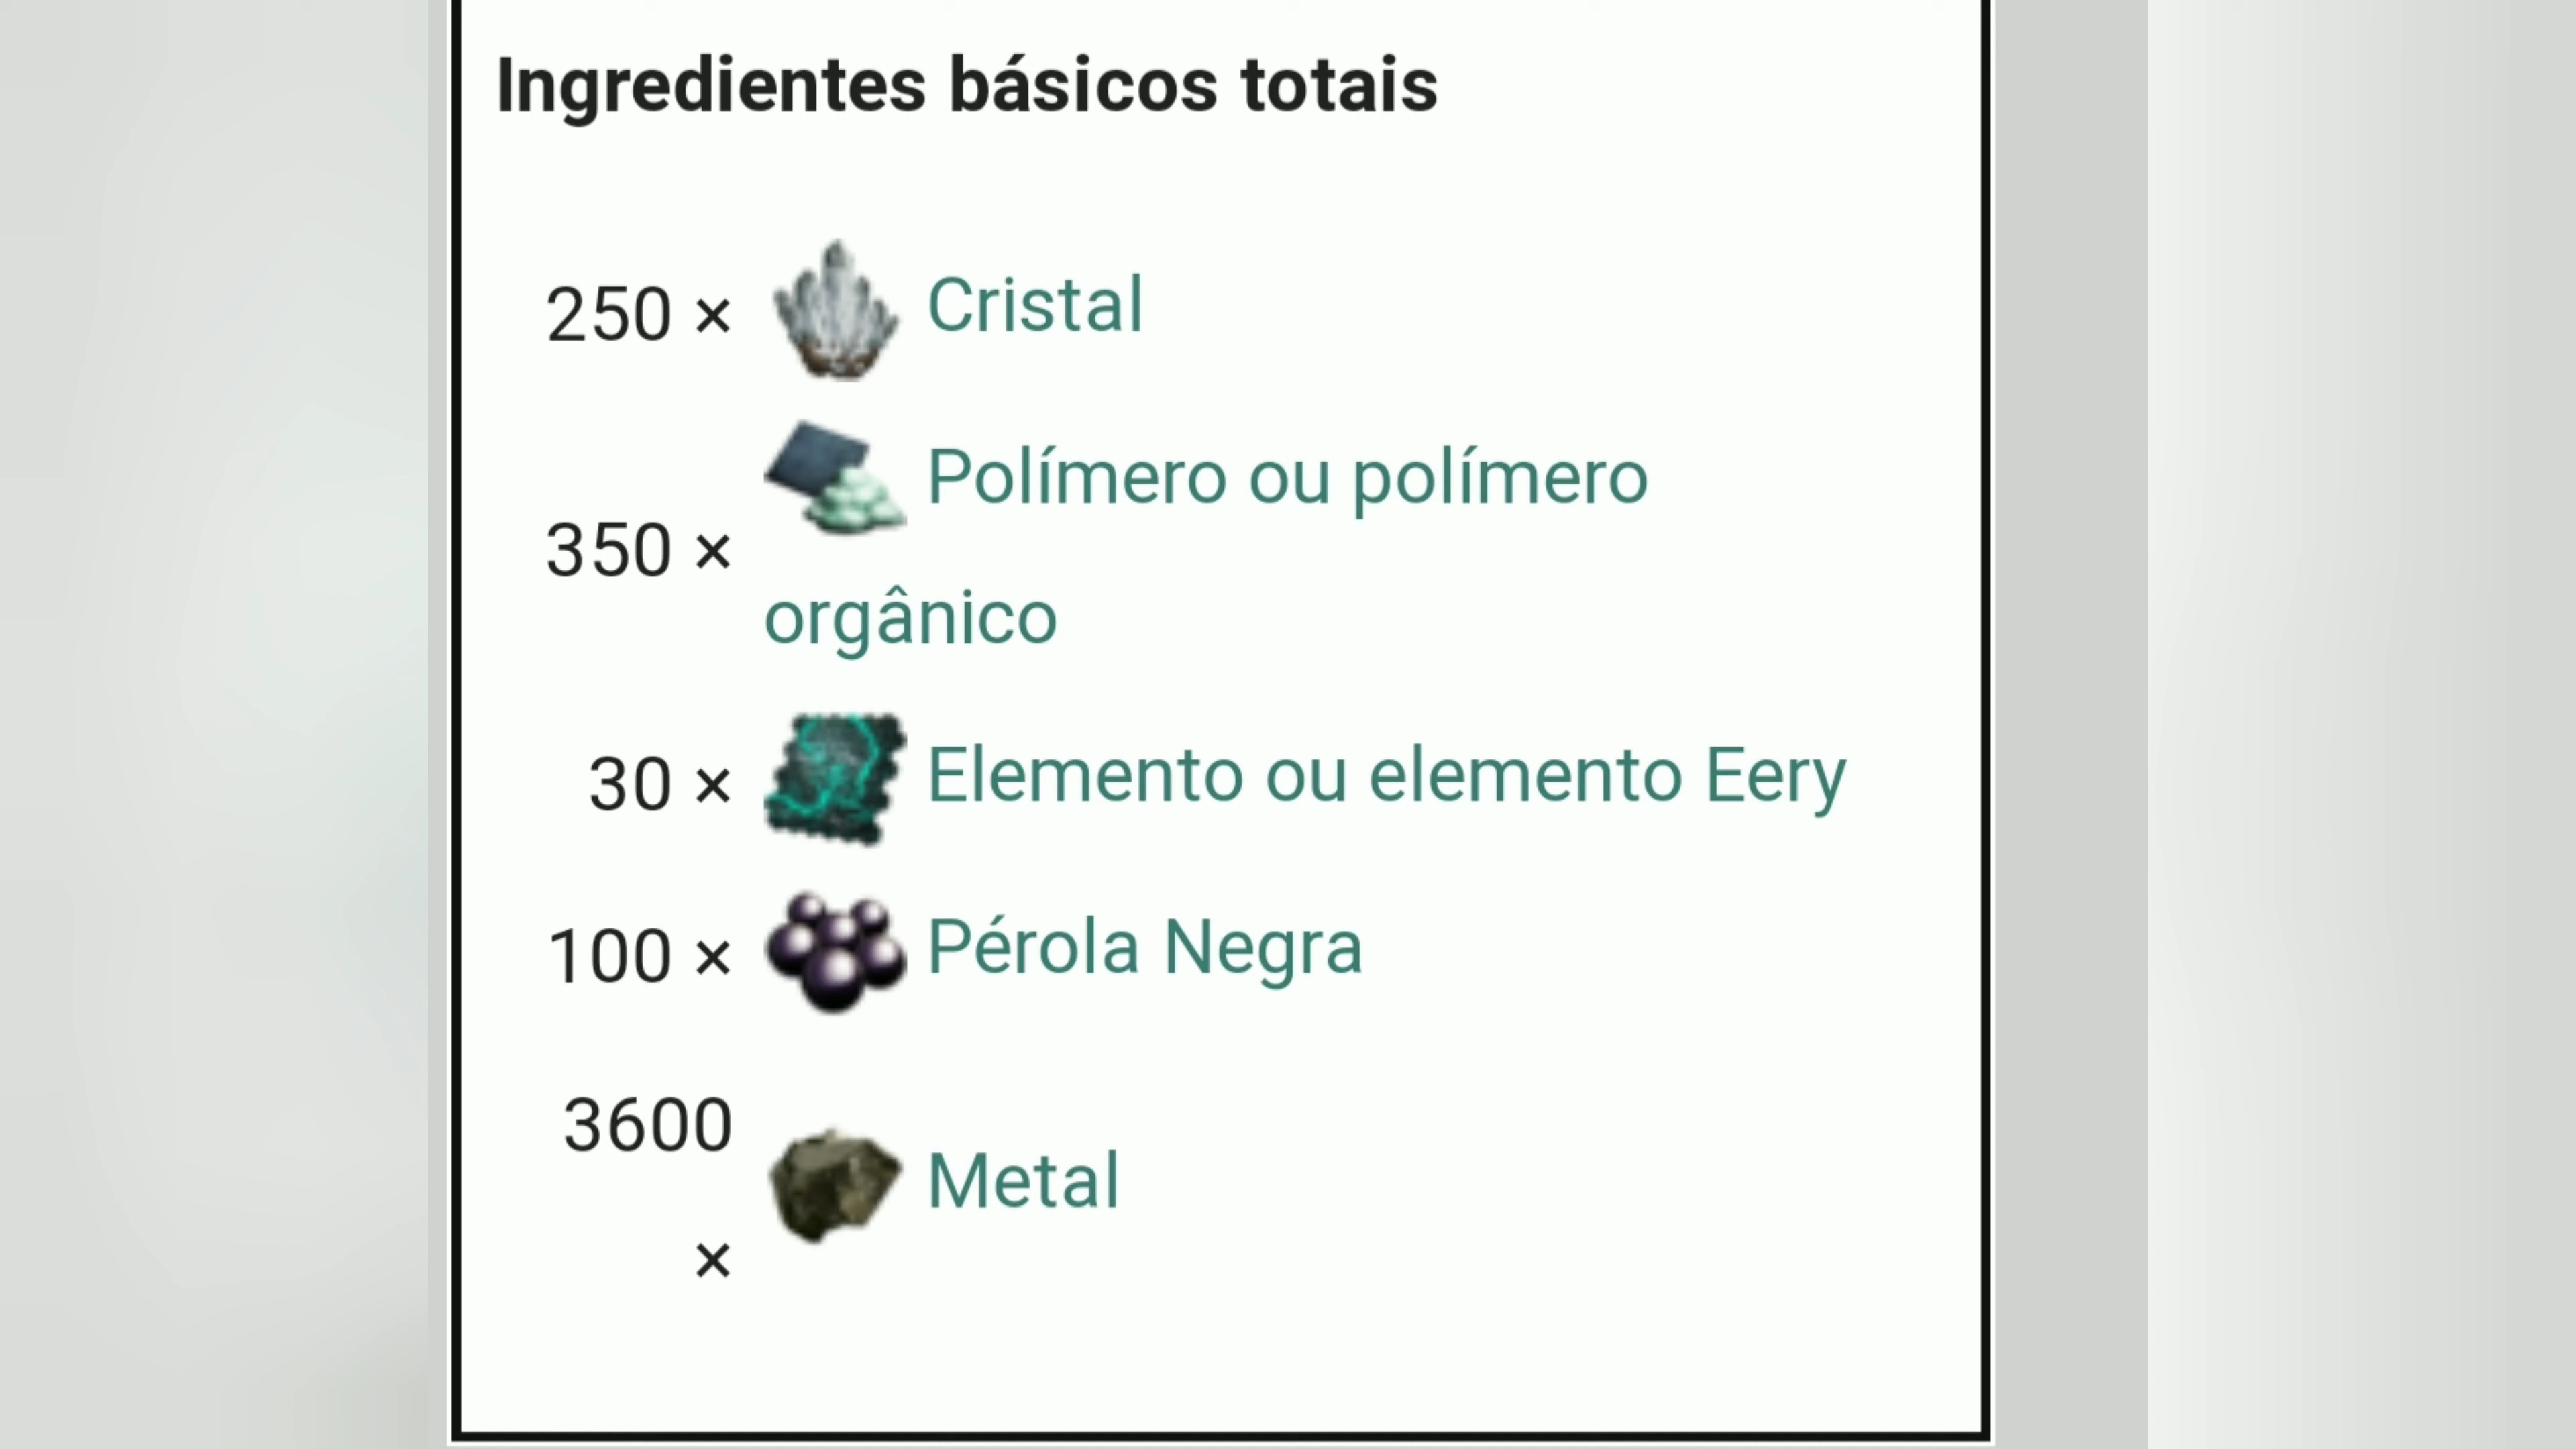 Ingredientes básicos totais
250 × Cristal
350 × Polímero ou polímero
orgânico
30 × Elemento ou elemento Eery
100 × Pérola Negra
3600
× Metal